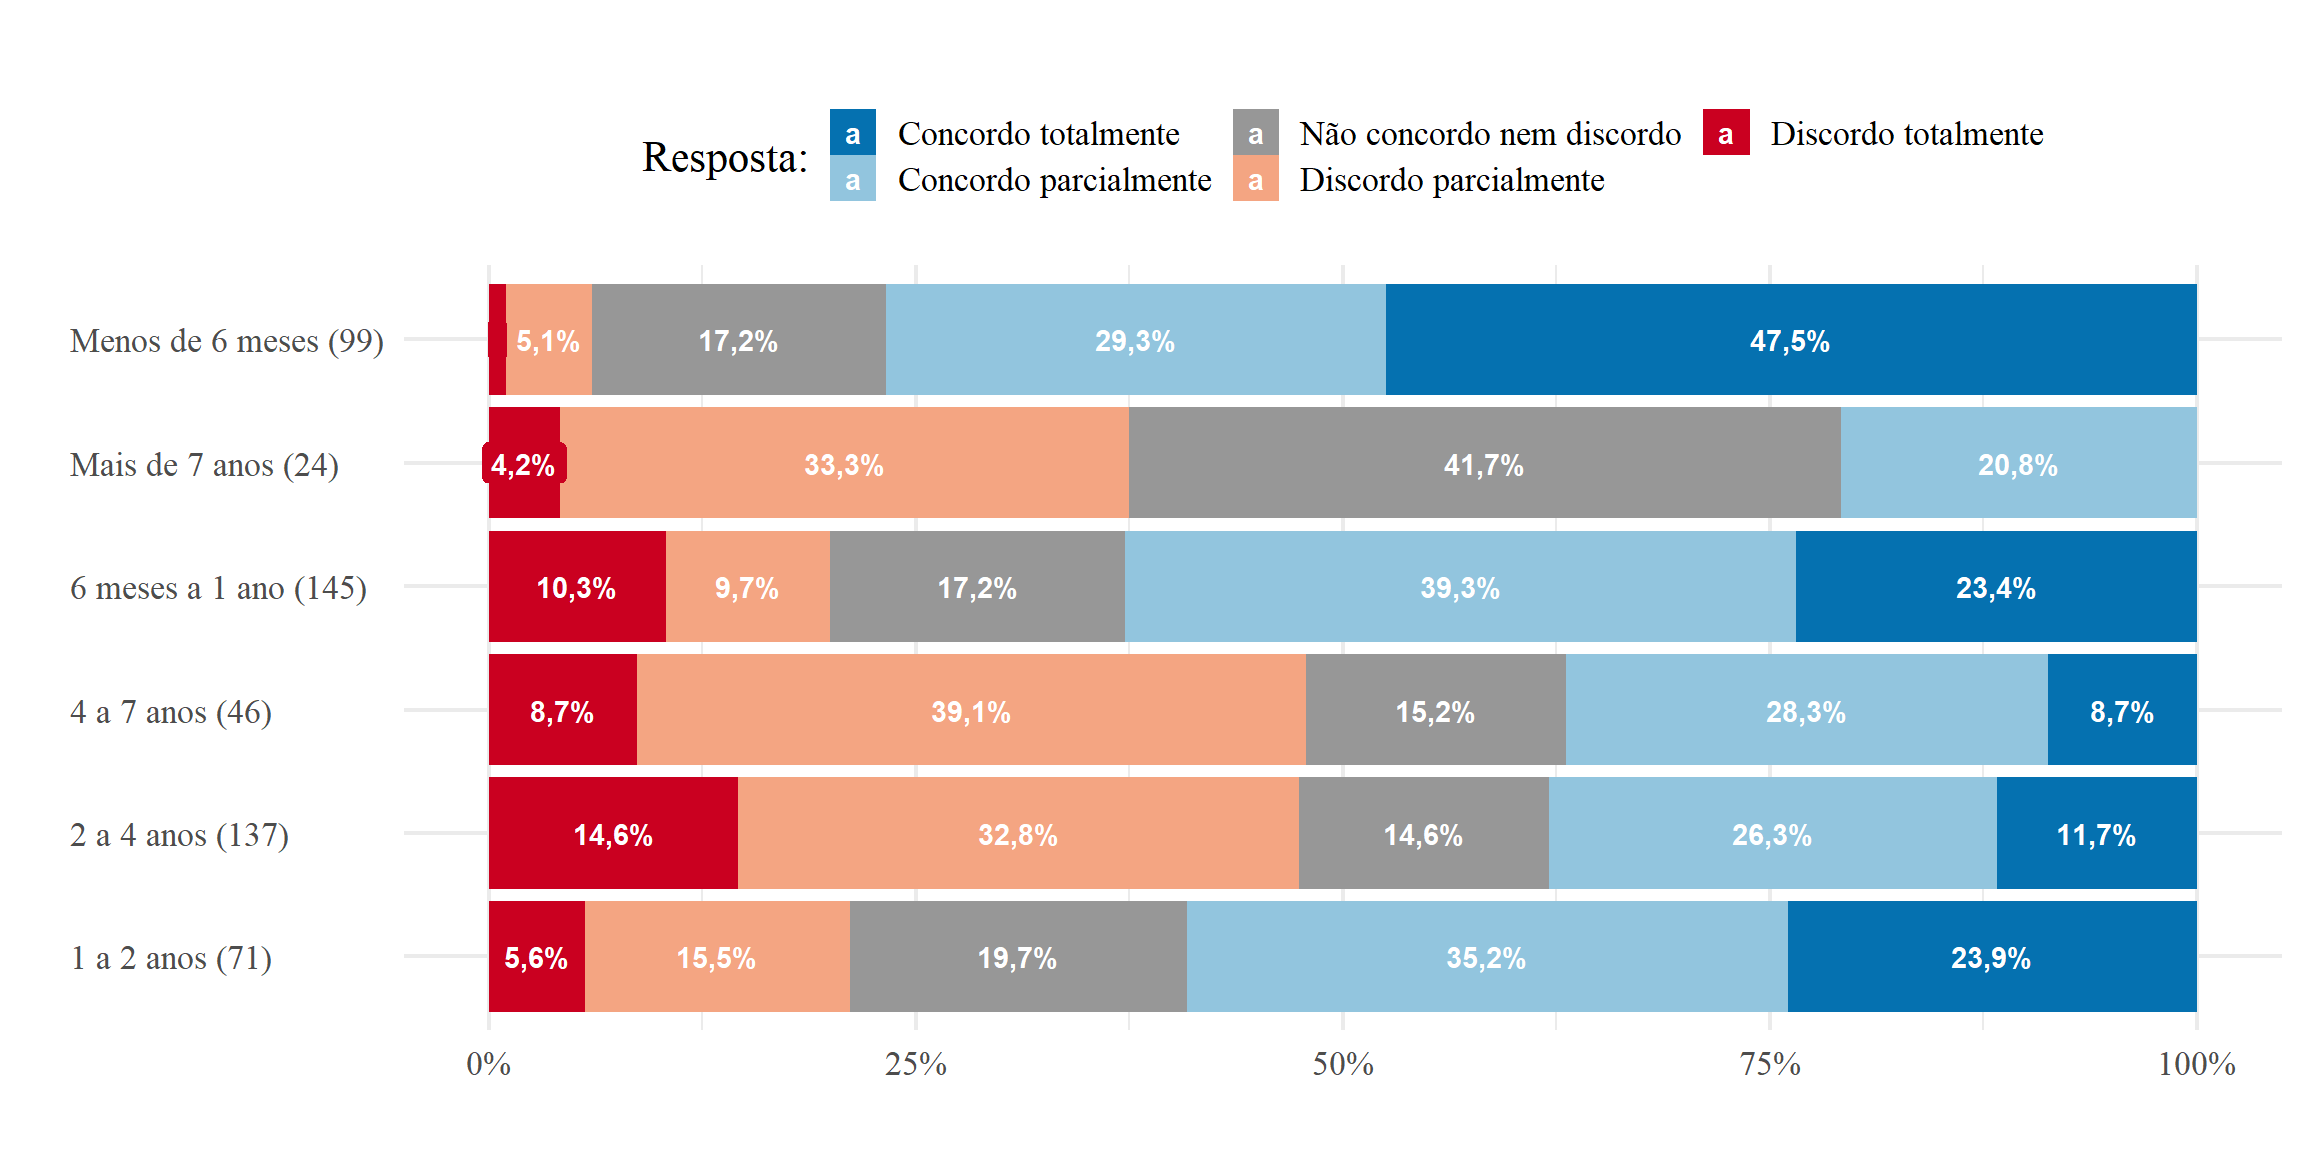 Resposta:
a Concordo totalmente
a Concordo parcialmente
a Não concordo nem discordo
a Discordo parcialmente
a Discordo totalmente
Menos de 6 meses (99) 5,1% 17,2% 29,3% 47,5%
Mais de 7 anos (24) 4,2% 33,3% 41,7% 20,8%
6 meses a 1 ano (145) 10,3% 9,7% 17,2% 39,3% 23,4%
4 a 7 anos (46) 8,7% 39,1% 15,2% 28,3% 8,7%
2 a 4 anos (137) 14,6% 32,8% 14,6% 26,3% 11,7%
1 a 2 anos (71) 5,6% 15,5% 19,7% 35,2% 23,9%
0% 25% 50% 75% 100%